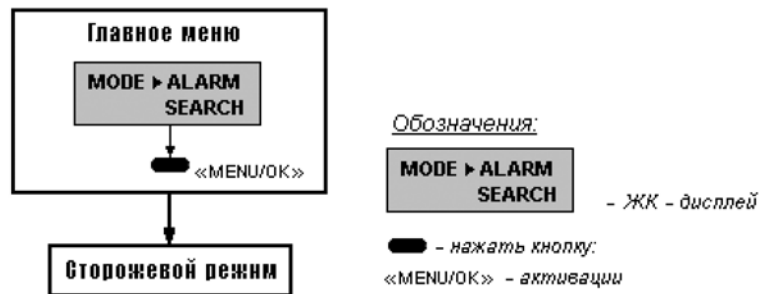 Главное меню
MODE ▸ ALARM
SEARCH
«MENU/OK»
Сторожевой режим
Обозначения:
MODE ▸ ALARM
SEARCH
- ЖК - дисплей
- нажать кнопку:
«MENU/OK» - активации